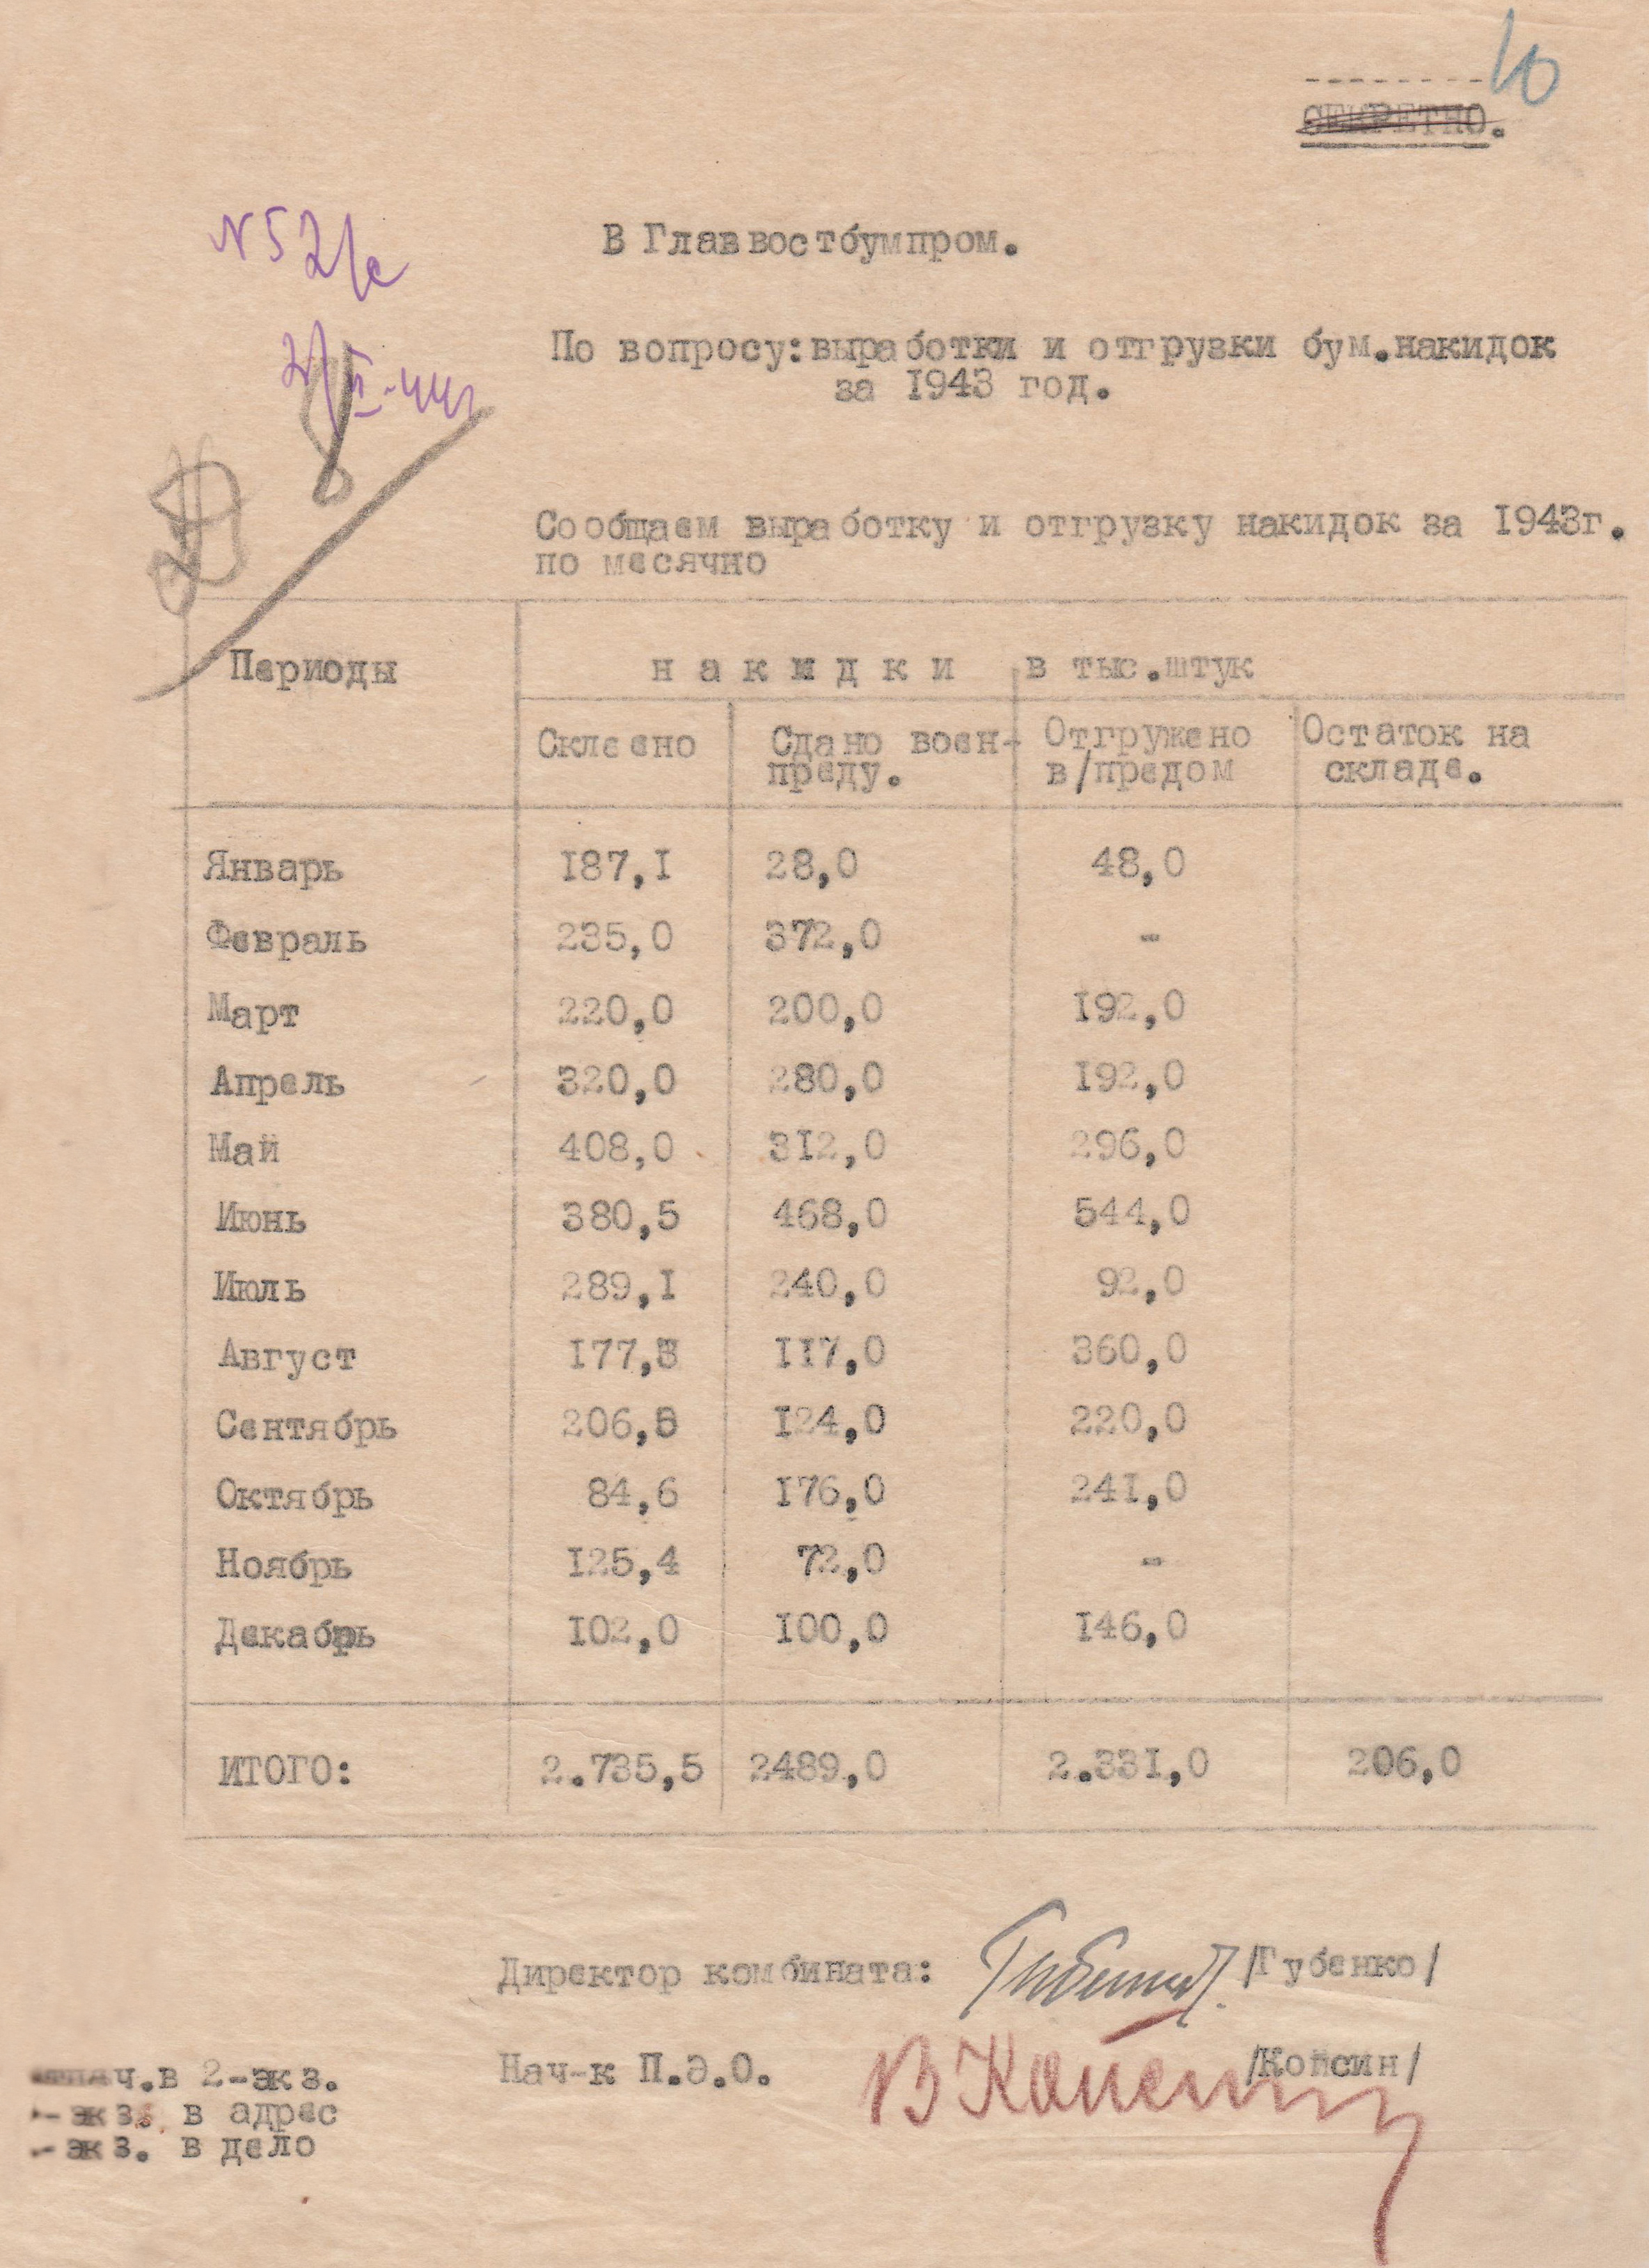 10
СЕКРЕТНО.
N 52/с
В Главвостбумпром.
По вопросу:выработки и отгрузки бум.накидок
за 1943 год.
Сообщаем выработку и отгрузку накидок за 1943г.
по месячно
Периоды накидки в тыс.штук
Склеено Сдано воен-преду. Отгружено в/предом Остаток на складе.
Январь 187,1 28,0 48,0
Февраль 235,0 372,0 -
Март 220,0 200,0 192,0
Апрель 320,0 280,0 192,0
Май 408,0 312,0 296,0
Июнь 380,5 468,0 544,0
Июль 289,1 240,0 92,0
Август 177,3 117,0 360,0
Сентябрь 206,8 124,0 220,0
Октябрь 84,6 176,0 241,0
Ноябрь 125,4 72,0 -
Декабрь 102,0 100,0 146,0
ИТОГО: 2.735,5 2489,0 2.331,0 206,0
Директор комбината: /Губенко/
Нач-к П.Э.О. /Копсин/
в 2-экз.
-экз. в адрес
-экз. в дело